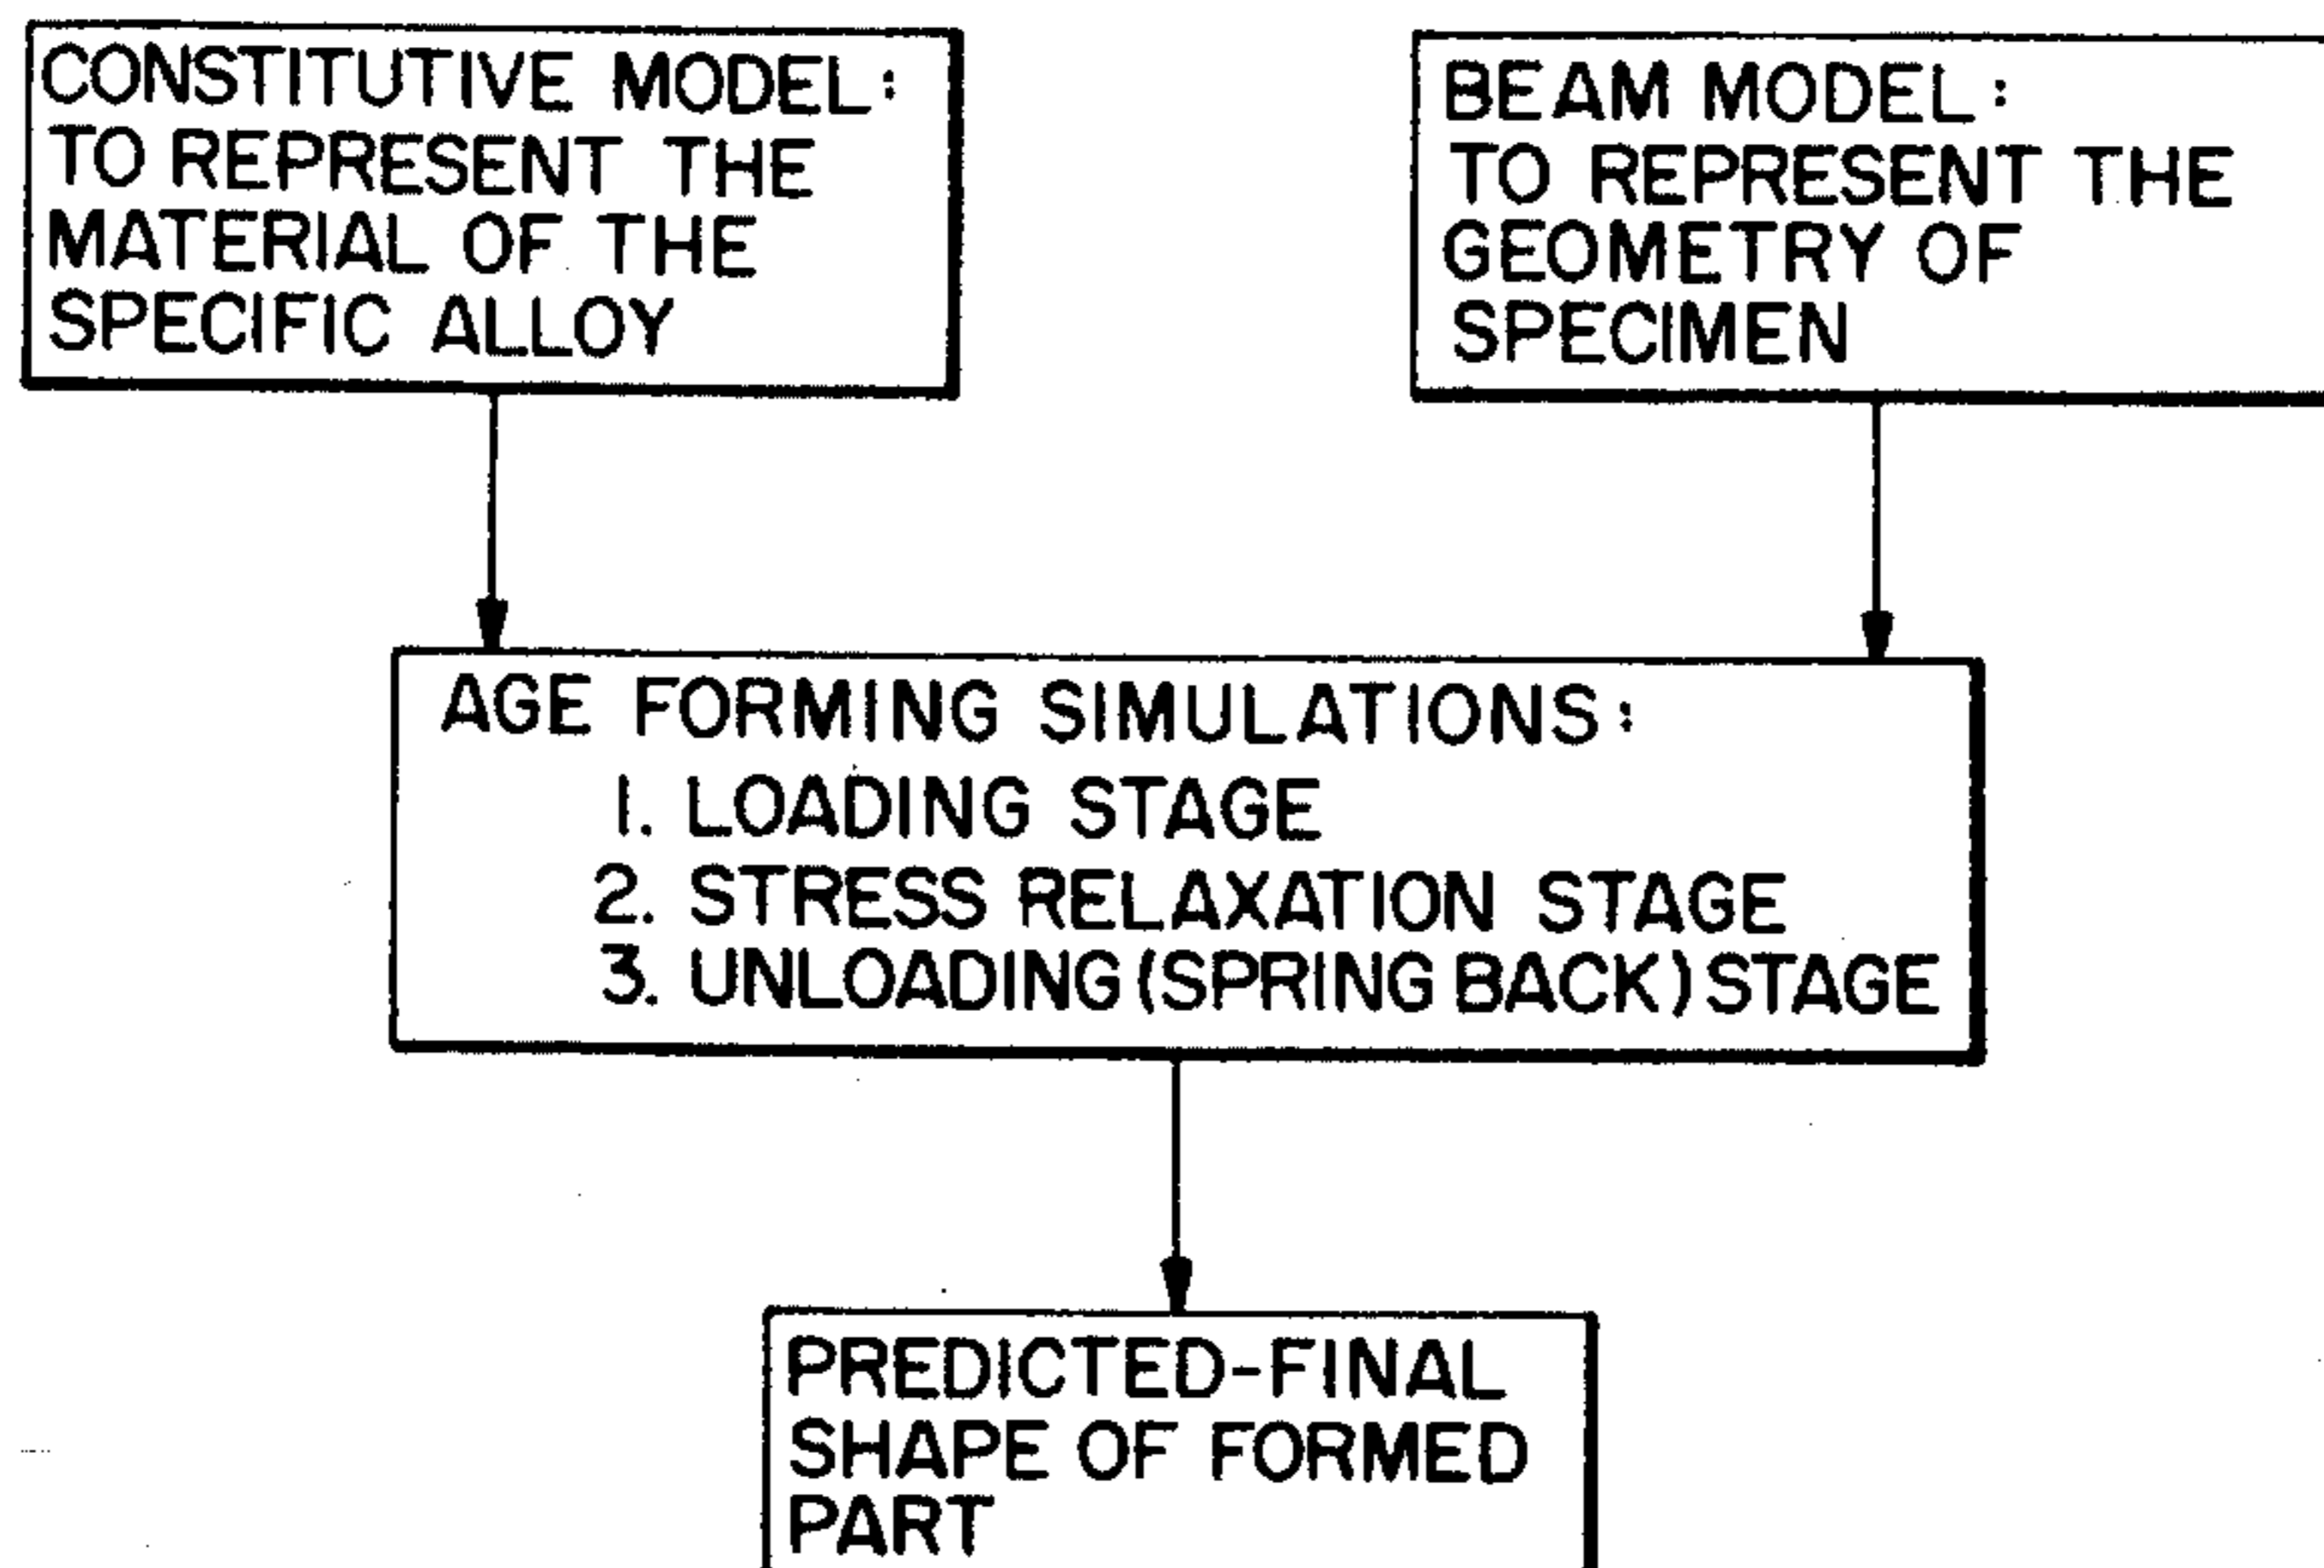 CONSTITUTIVE MODEL:
TO REPRESENT THE
MATERIAL OF THE
SPECIFIC ALLOY
BEAM MODEL:
TO REPRESENT THE
GEOMETRY OF
SPECIMEN
AGE FORMING SIMULATIONS:
1. LOADING STAGE
2. STRESS RELAXATION STAGE
3. UNLOADING (SPRING BACK) STAGE
PREDICTED-FINAL
SHAPE OF FORMED
PART